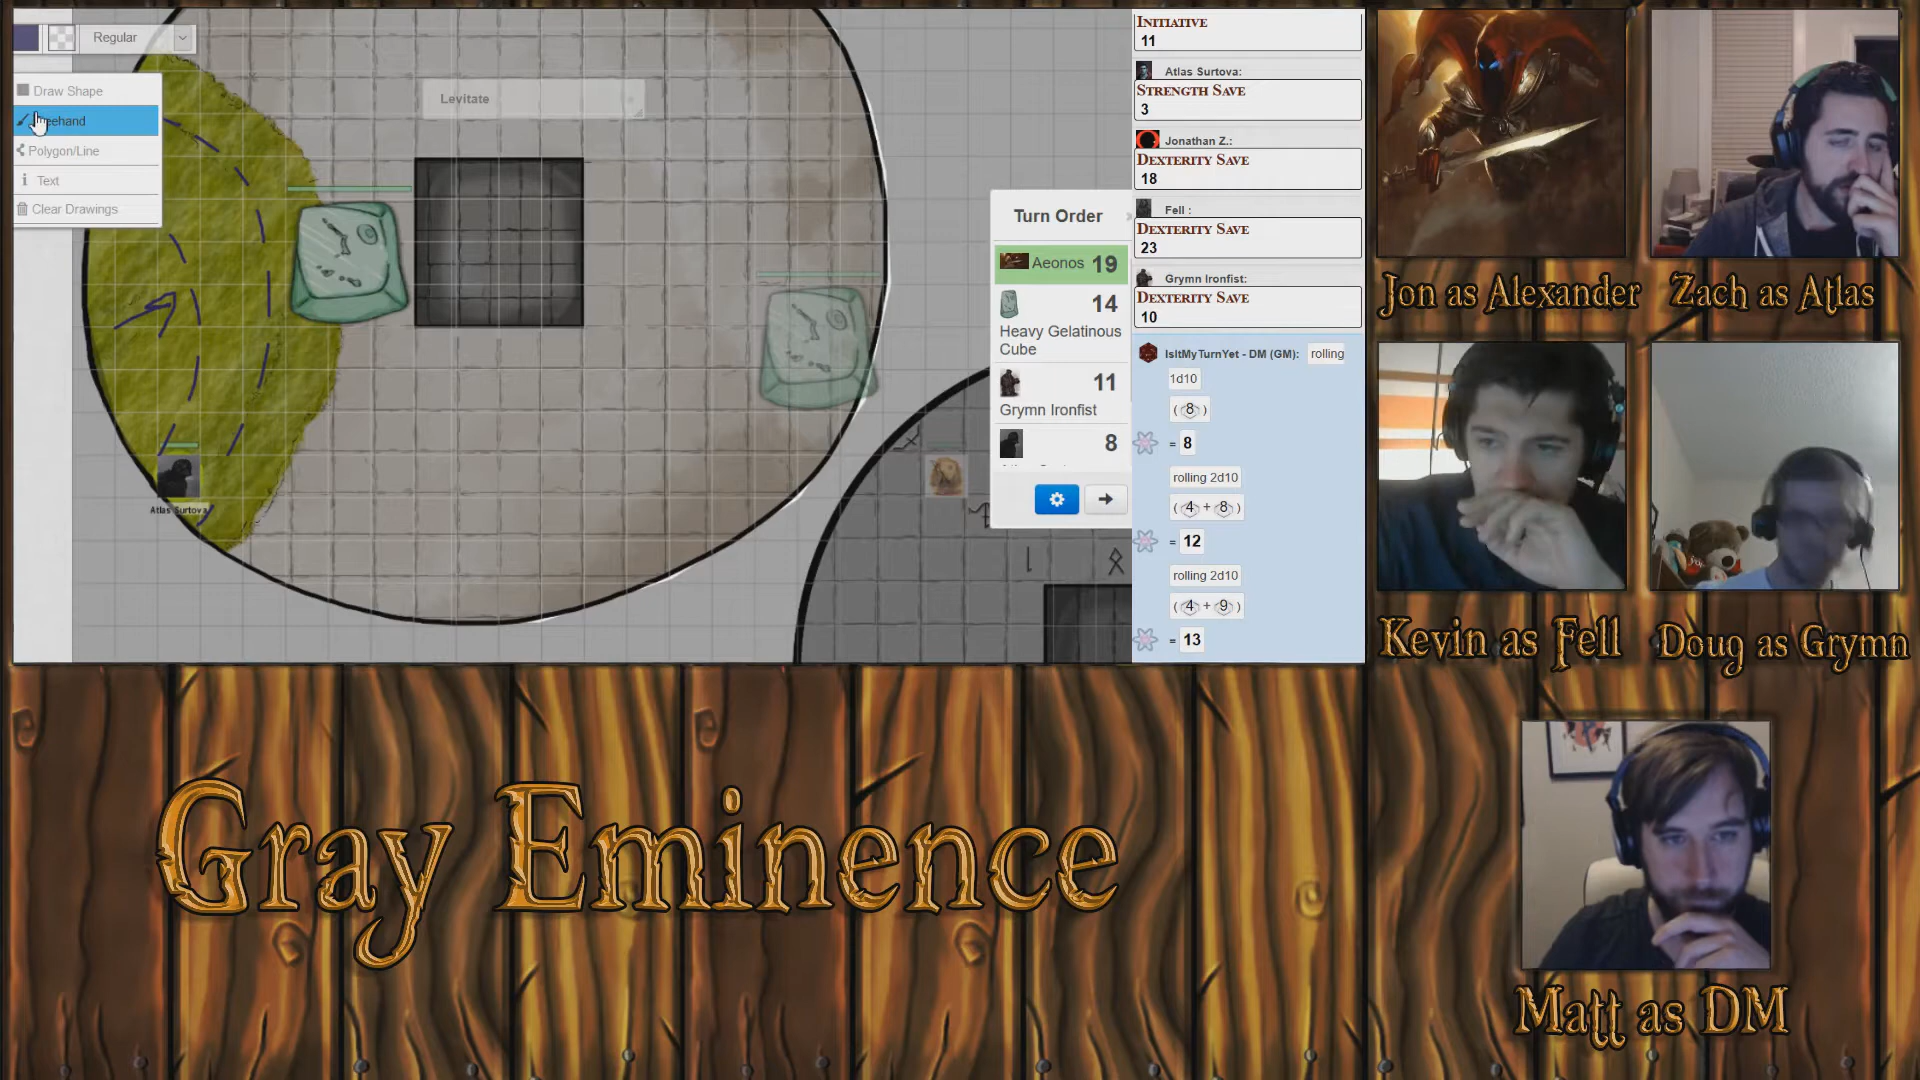 Regular
Draw Shape
Freehand
Polygon/Line
Text
Clear Drawings
Levitate
Atlas Surtova
Turn Order
Aeonos 19
14
Heavy Gelatinous
Cube
11
Grymn Ironfist
8
INITIATIVE
11
Atlas Surtova:
STRENGTH SAVE
3
Jonathan Z.:
DEXTERITY SAVE
18
Fell :
DEXTERITY SAVE
23
Grymn Ironfist:
DEXTERITY SAVE
10
IsItMyTurnYet - DM (GM): rolling
1d10
(8)
= 8
rolling 2d10
(4 + 8)
= 12
rolling 2d10
(4 + 9)
= 13
Jon as Alexander
Zach as Atlas
Kevin as Fell
Doug as Grymn
Matt as DM
Gray Eminence